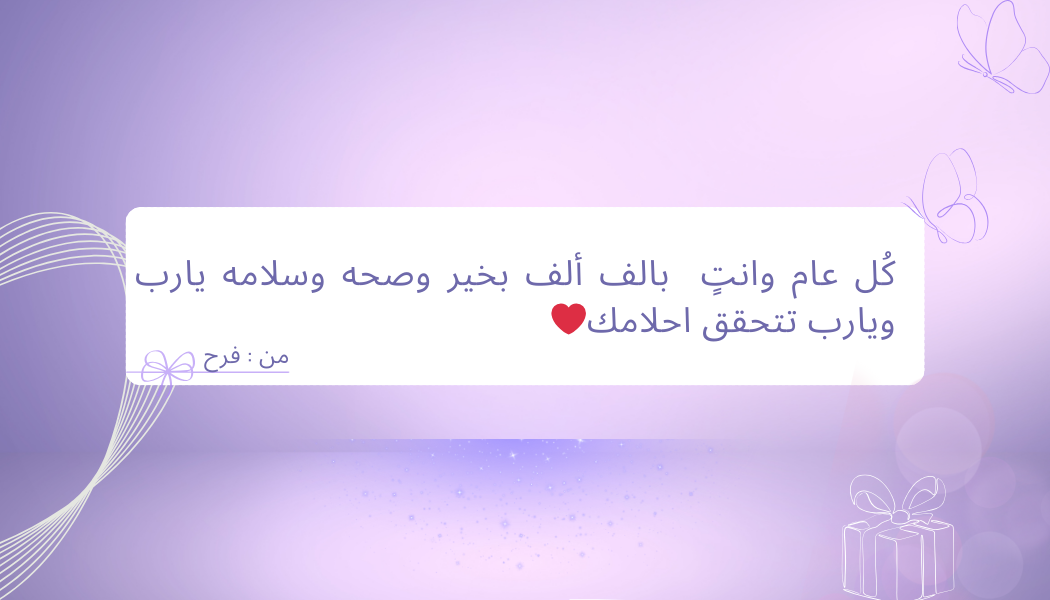 كُل عام وانتٍ بالف ألف بخير وصحه وسلامه يارب
ويارب تتحقق احلامك❤️
من : فرح